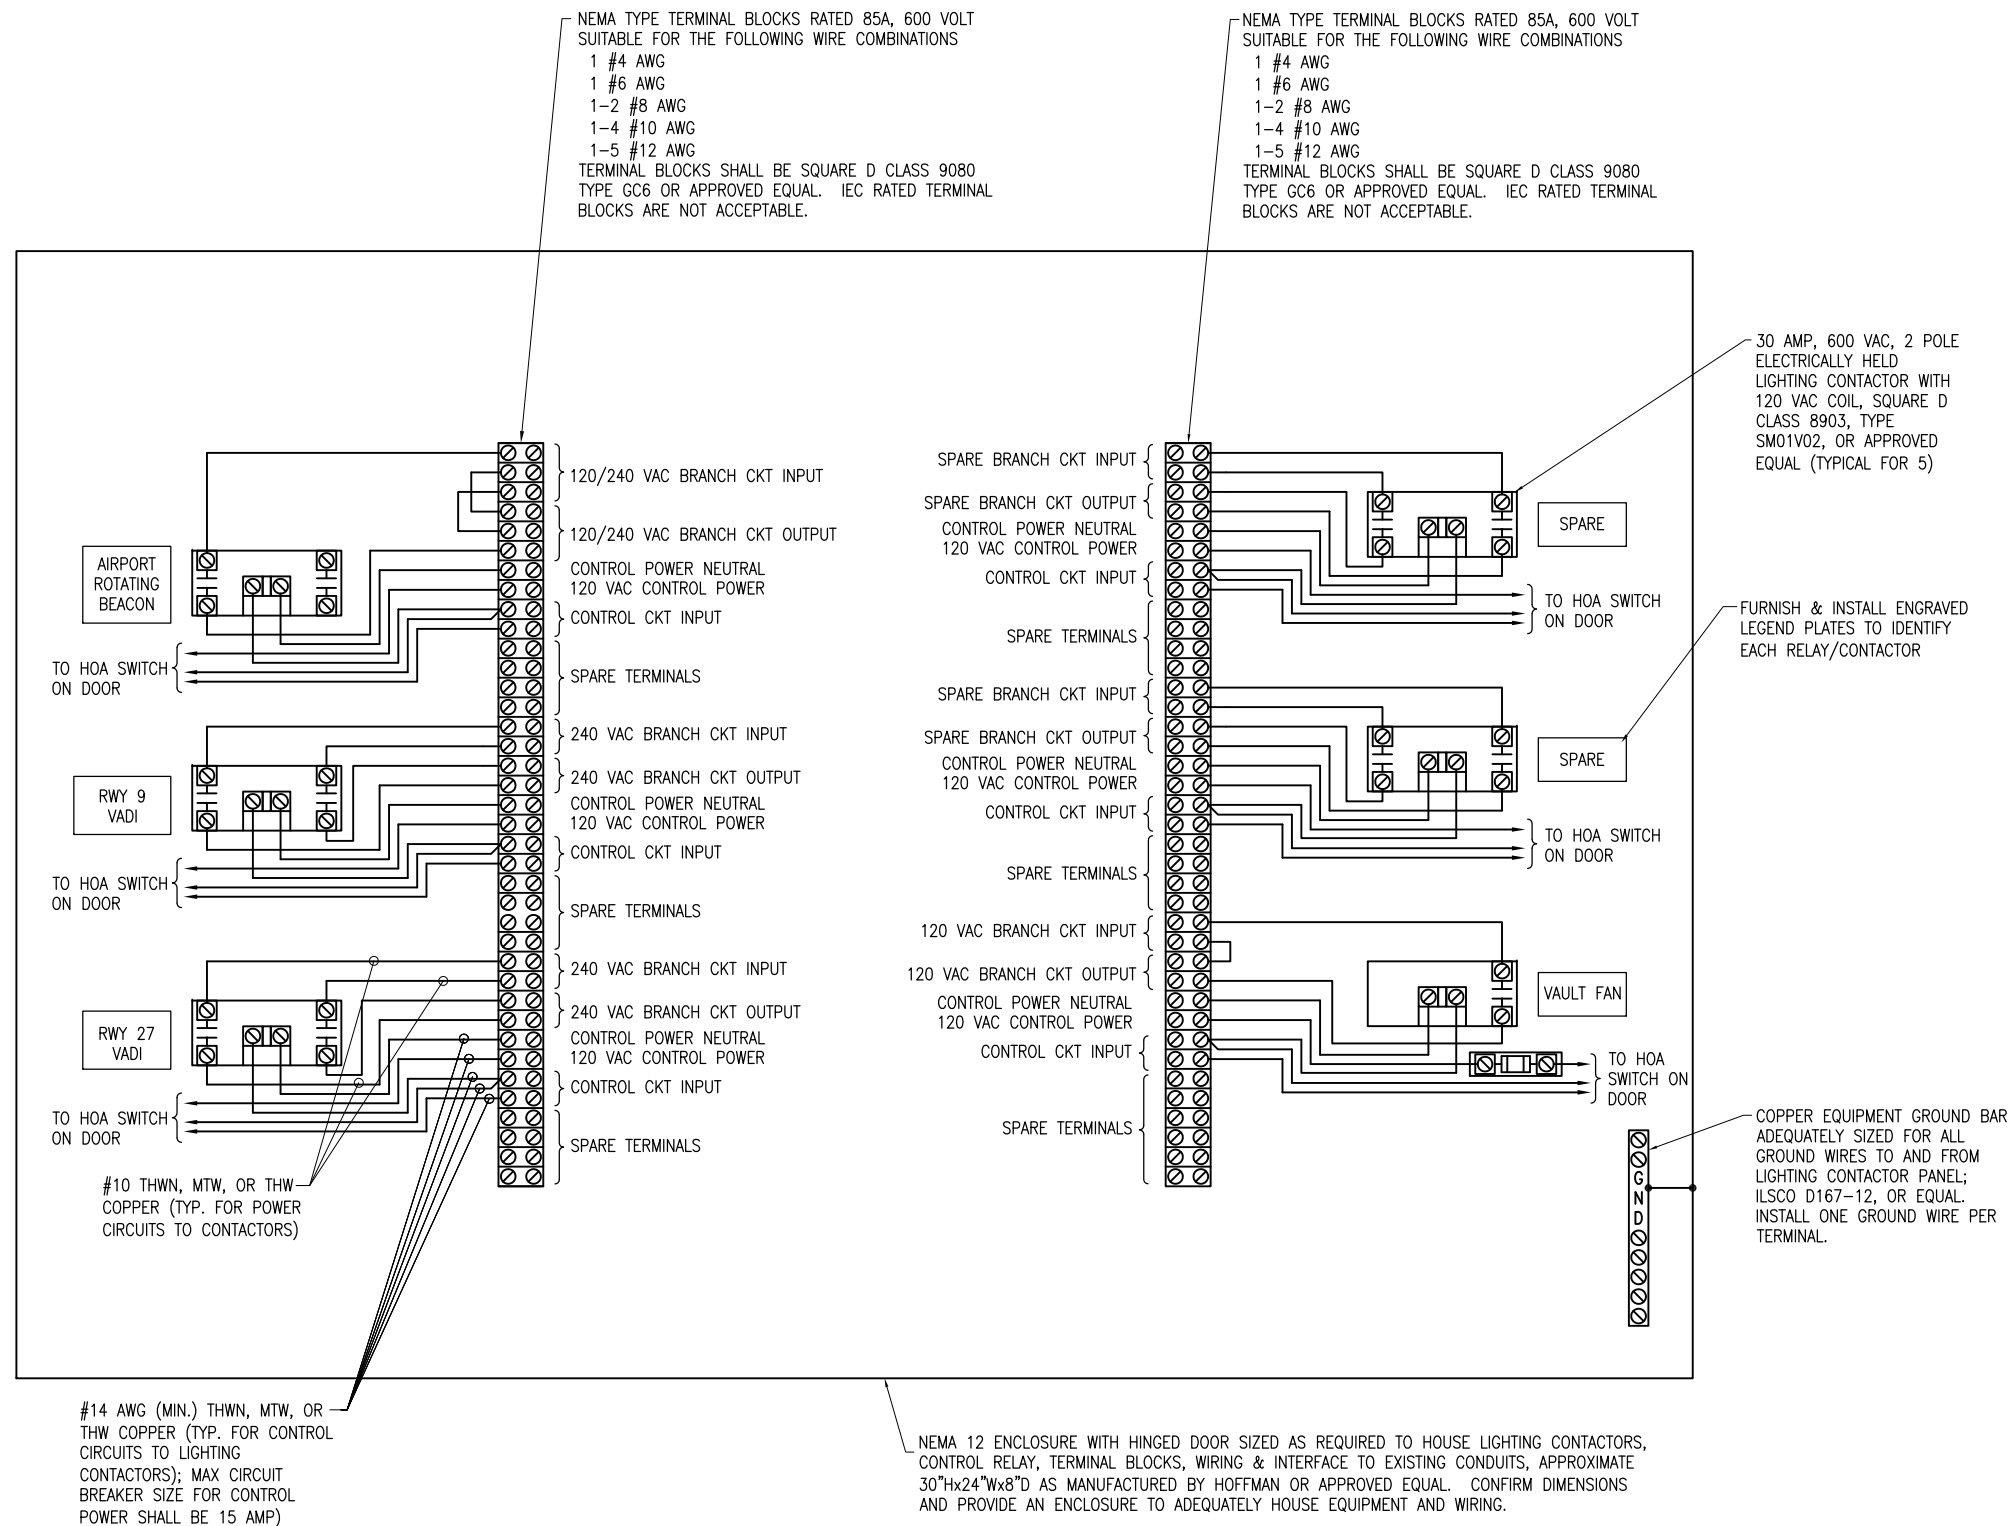 NEMA TYPE TERMINAL BLOCKS RATED 85A, 600 VOLT
SUITABLE FOR THE FOLLOWING WIRE COMBINATIONS
1 #4 AWG
1 #6 AWG
1-2 #8 AWG
1-4 #10 AWG
1-5 #12 AWG
TERMINAL BLOCKS SHALL BE SQUARE D CLASS 9080
TYPE GC6 OR APPROVED EQUAL. IEC RATED TERMINAL
BLOCKS ARE NOT ACCEPTABLE.
NEMA TYPE TERMINAL BLOCKS RATED 85A, 600 VOLT
SUITABLE FOR THE FOLLOWING WIRE COMBINATIONS
1 #4 AWG
1 #6 AWG
1-2 #8 AWG
1-4 #10 AWG
1-5 #12 AWG
TERMINAL BLOCKS SHALL BE SQUARE D CLASS 9080
TYPE GC6 OR APPROVED EQUAL. IEC RATED TERMINAL
BLOCKS ARE NOT ACCEPTABLE.
AIRPORT
ROTATING
BEACON
TO HOA SWITCH
ON DOOR
120/240 VAC BRANCH CKT INPUT
120/240 VAC BRANCH CKT OUTPUT
CONTROL POWER NEUTRAL
120 VAC CONTROL POWER
CONTROL CKT INPUT
SPARE TERMINALS
RWY 9
VADI
TO HOA SWITCH
ON DOOR
240 VAC BRANCH CKT INPUT
240 VAC BRANCH CKT OUTPUT
CONTROL POWER NEUTRAL
120 VAC CONTROL POWER
CONTROL CKT INPUT
SPARE TERMINALS
RWY 27
VADI
TO HOA SWITCH
ON DOOR
240 VAC BRANCH CKT INPUT
240 VAC BRANCH CKT OUTPUT
CONTROL POWER NEUTRAL
120 VAC CONTROL POWER
CONTROL CKT INPUT
SPARE TERMINALS
#10 THWN, MTW, OR THW
COPPER (TYP. FOR POWER
CIRCUITS TO CONTACTORS)
#14 AWG (MIN.) THWN, MTW, OR
THW COPPER (TYP. FOR CONTROL
CIRCUITS TO LIGHTING
CONTACTORS); MAX CIRCUIT
BREAKER SIZE FOR CONTROL
POWER SHALL BE 15 AMP)
SPARE BRANCH CKT INPUT
SPARE BRANCH CKT OUTPUT
CONTROL POWER NEUTRAL
120 VAC CONTROL POWER
CONTROL CKT INPUT
SPARE TERMINALS
SPARE
TO HOA SWITCH
ON DOOR
SPARE BRANCH CKT INPUT
SPARE BRANCH CKT OUTPUT
CONTROL POWER NEUTRAL
120 VAC CONTROL POWER
CONTROL CKT INPUT
SPARE TERMINALS
SPARE
TO HOA SWITCH
ON DOOR
120 VAC BRANCH CKT INPUT
120 VAC BRANCH CKT OUTPUT
CONTROL POWER NEUTRAL
120 VAC CONTROL POWER
CONTROL CKT INPUT
SPARE TERMINALS
VAULT FAN
TO HOA
SWITCH ON
DOOR
30 AMP, 600 VAC, 2 POLE
ELECTRICALLY HELD
LIGHTING CONTACTOR WITH
120 VAC COIL, SQUARE D
CLASS 8903, TYPE
SMO1V02, OR APPROVED
EQUAL (TYPICAL FOR 5)
FURNISH & INSTALL ENGRAVED
LEGEND PLATES TO IDENTIFY
EACH RELAY/CONTACTOR
COPPER EQUIPMENT GROUND BAR
ADEQUATELY SIZED FOR ALL
GROUND WIRES TO AND FROM
LIGHTING CONTACTOR PANEL;
ILSCO D167-12, OR EQUAL.
INSTALL ONE GROUND WIRE PER
TERMINAL.
G
N
D
NEMA 12 ENCLOSURE WITH HINGED DOOR SIZED AS REQUIRED TO HOUSE LIGHTING CONTACTORS,
CONTROL RELAY, TERMINAL BLOCKS, WIRING & INTERFACE TO EXISTING CONDUITS, APPROXIMATE
30"Hx24"Wx8"D AS MANUFACTURED BY HOFFMAN OR APPROVED EQUAL. CONFIRM DIMENSIONS
AND PROVIDE AN ENCLOSURE TO ADEQUATELY HOUSE EQUIPMENT AND WIRING.